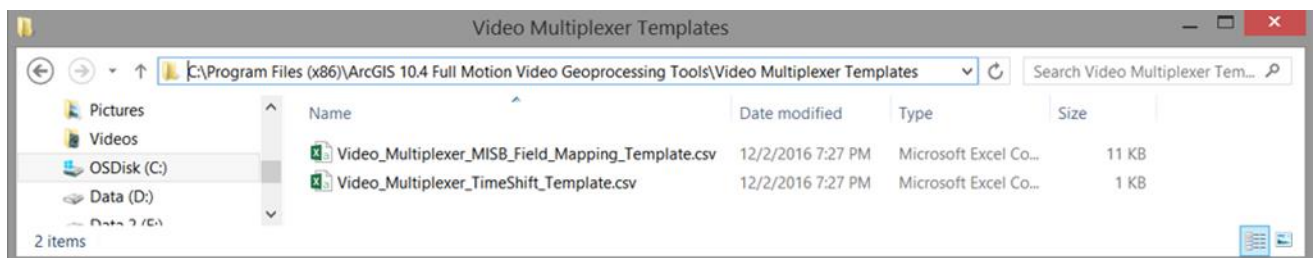 Video Multiplexer Templates
C:\Program Files (x86)\ArcGIS 10.4 Full Motion Video Geoprocessing Tools\Video Multiplexer Templates
Search Video Multiplexer Tem...
Pictures
Videos
OSDisk (C:)
Data (D:)
Data 2 (E:)
Name Date modified Type Size
Video_Multiplexer_MISB_Field_Mapping_Template.csv 12/2/2016 7:27 PM Microsoft Excel Co... 11 KB
Video_Multiplexer_TimeShift_Template.csv 12/2/2016 7:27 PM Microsoft Excel Co... 1 KB
2 items